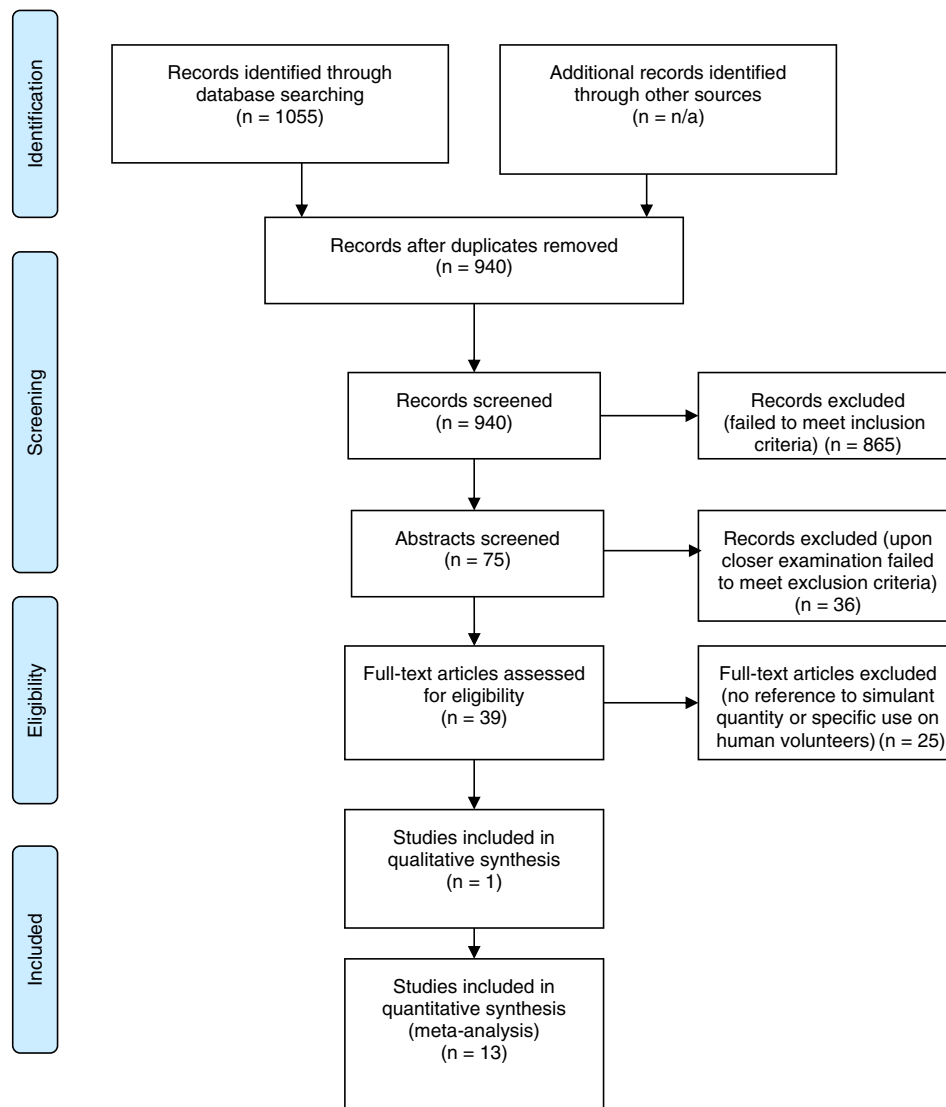 Identification
Records identified through
database searching
(n = 1055)
Additional records identified
through other sources
(n = n/a)
Records after duplicates removed
(n = 940)
Screening
Records screened
(n = 940)
Records excluded
(failed to meet inclusion
criteria) (n = 865)
Abstracts screened
(n = 75)
Records excluded (upon
closer examination failed
to meet exclusion criteria)
(n = 36)
Eligibility
Full-text articles assessed
for eligibility
(n = 39)
Full-text articles excluded
(no reference to simulant
quantity or specific use on
human volunteers) (n = 25)
Included
Studies included in
qualitative synthesis
(n = 1)
Studies included in
quantitative synthesis
(meta-analysis)
(n = 13)